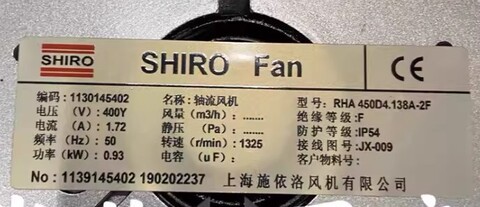 SHIRO
SHIRO Fan
CE
编码：1130145402 名称：轴流风机 型号：RHA 450D4.138A-2F
电压（V）：400Y 风量（m3/h）：....... 绝缘等级：F
电流（A）：1.72 静压（Pa）：....... 防护等级：IP54
频率（Hz）：50 转速（r/min）：1325 接线图号：JX-009
功率（kW）：0.93 电容（uF）：....... 客户物料号：
No：1139145402 190202237 上海施依洛风机有限公司